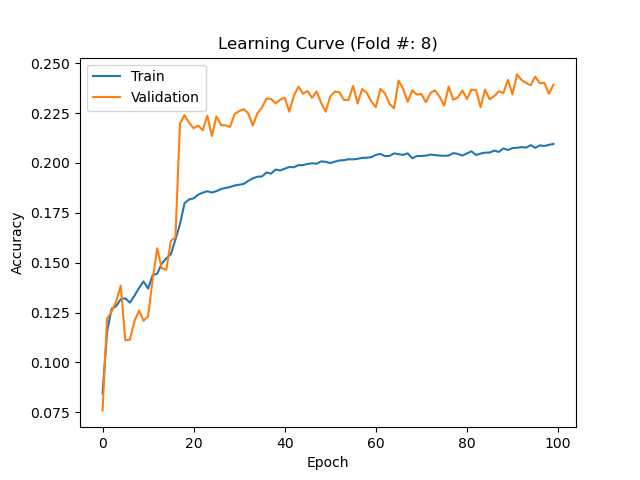 Learning Curve (Fold #: 8)
Train
Validation
0.250
0.225
0.200
0.175
0.150
0.125
0.100
0.075
Accuracy
0 20 40 60 80 100
Epoch